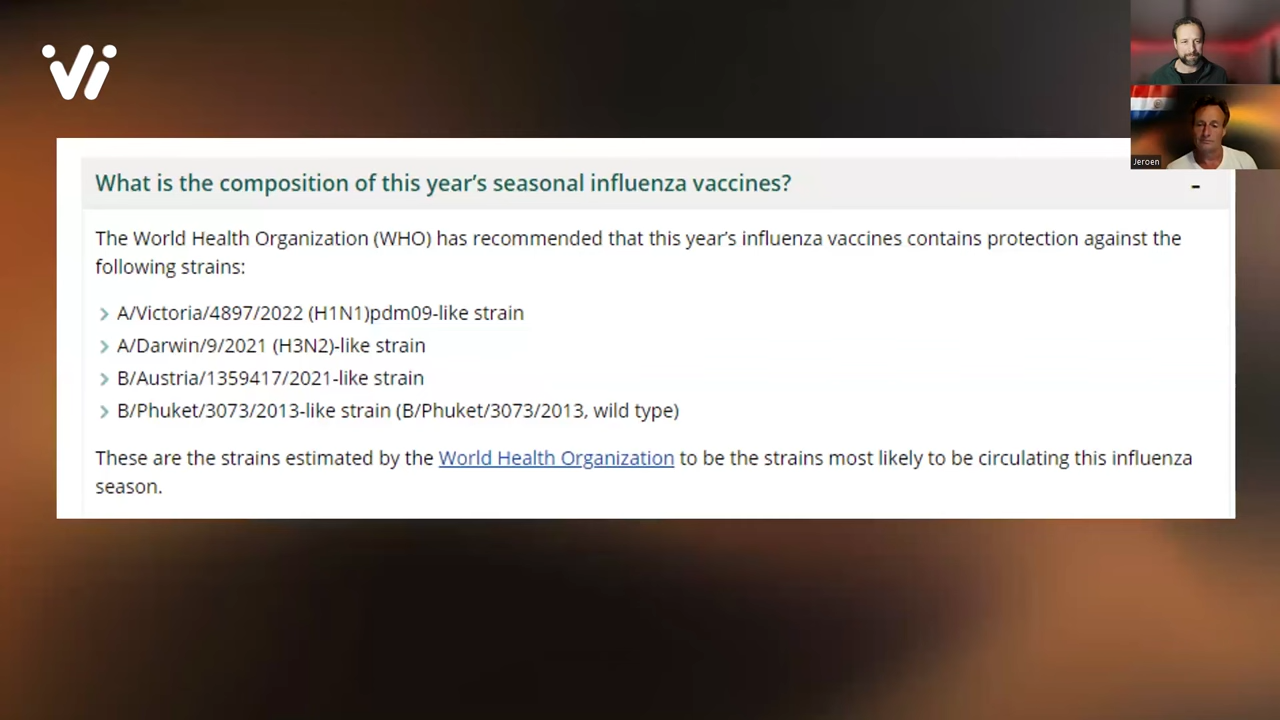 Vi
Jeroen
What is the composition of this year's seasonal influenza vaccines?
The World Health Organization (WHO) has recommended that this year's influenza vaccines contains protection against the
following strains:
A/Victoria/4897/2022 (H1N1)pdm09-like strain
A/Darwin/9/2021 (H3N2)-like strain
B/Austria/1359417/2021-like strain
B/Phuket/3073/2013-like strain (B/Phuket/3073/2013, wild type)
These are the strains estimated by the World Health Organization to be the strains most likely to be circulating this influenza
season.